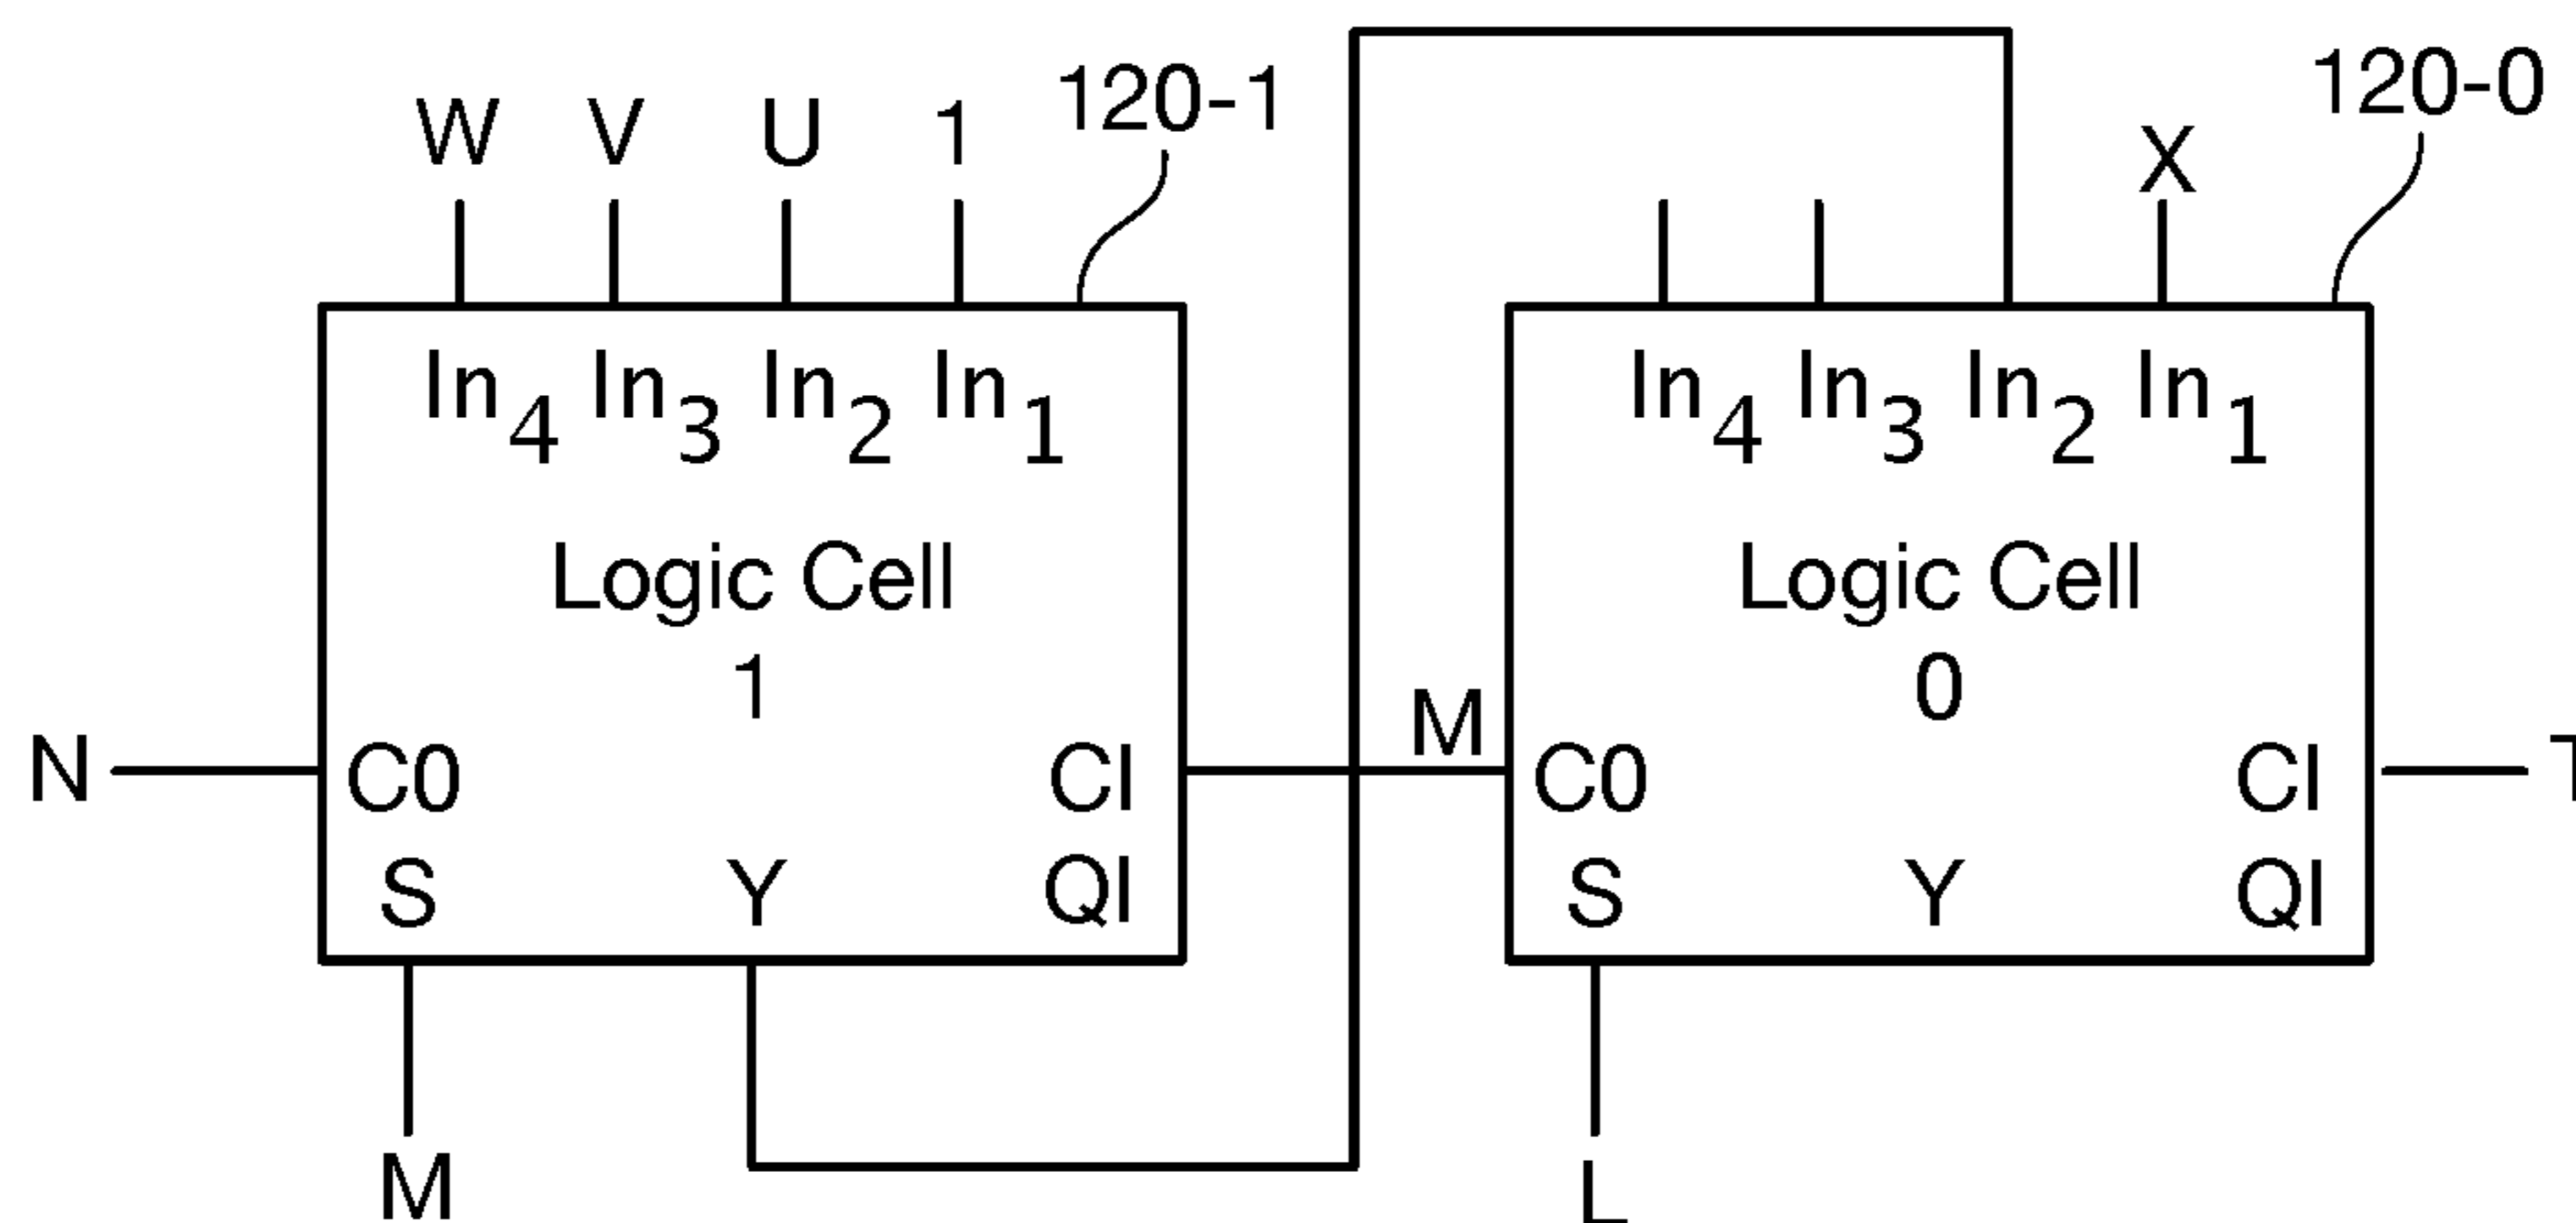 W V U 1 120-1 X 120-0
In4 In3 In2 In1 In4 In3 In2 In1
Logic Cell Logic Cell
1 0
N C0 CI M C0 CI T
S Y QI S Y QI
M L